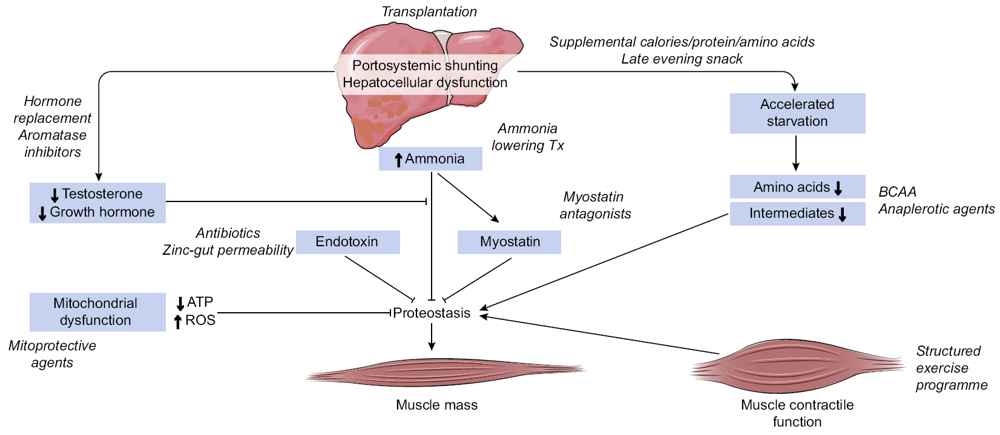 Transplantation
Supplemental calories/protein/amino acids
Late evening snack
Portosystemic shunting
Hepatocellular dysfunction
Hormone
replacement
Aromatase
inhibitors
Accelerated
starvation
Ammonia
lowering Tx
↑ Ammonia
↓ Testosterone
↓ Growth hormone
Amino acids ↓
Intermediates ↓
BCAA
Anaplerotic agents
Myostatin
antagonists
Antibiotics
Zinc-gut permeability
Endotoxin
Myostatin
Mitochondrial
dysfunction
↓ ATP
↑ ROS
Proteostasis
Mitoprotective
agents
Structured
exercise
programme
Muscle mass
Muscle contractile
function